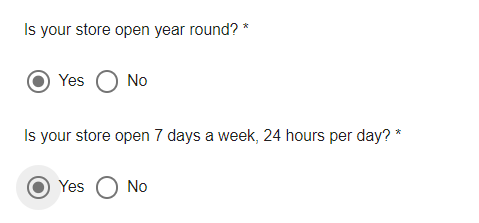 Is your store open year round? *
Yes No
Is your store open 7 days a week, 24 hours per day? *
Yes No